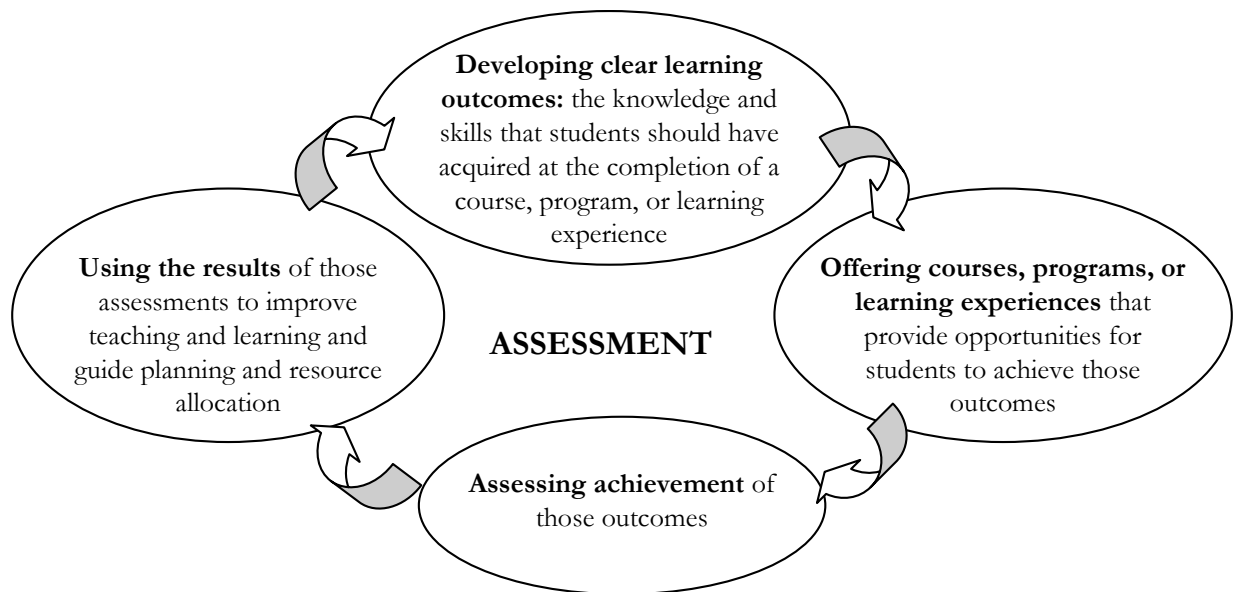 Developing clear learning
outcomes: the knowledge and
skills that students should have
acquired at the completion of a
course, program, or learning
experience
Offering courses, programs, or
learning experiences that
provide opportunities for
students to achieve those
outcomes
Assessing achievement of
those outcomes
Using the results of those
assessments to improve
teaching and learning and
guide planning and resource
allocation
ASSESSMENT